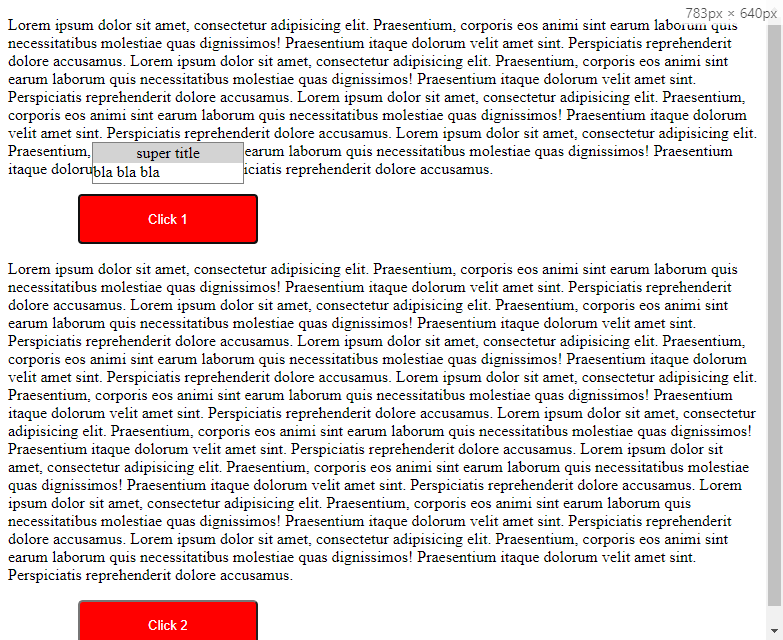 783px × 640px
Lorem ipsum dolor sit amet, consectetur adipisicing elit. Praesentium, corporis eos animi sint earum laborum quis
necessitatibus molestiae quas dignissimos! Praesentium itaque dolorum velit amet sint. Perspiciatis reprehenderit
dolore accusamus. Lorem ipsum dolor sit amet, consectetur adipisicing elit. Praesentium, corporis eos animi sint
earum laborum quis necessitatibus molestiae quas dignissimos! Praesentium itaque dolorum velit amet sint.
Perspiciatis reprehenderit dolore accusamus. Lorem ipsum dolor sit amet, consectetur adipisicing elit. Praesentium,
corporis eos animi sint earum laborum quis necessitatibus molestiae quas dignissimos! Praesentium itaque dolorum
velit amet sint. Perspiciatis reprehenderit dolore accusamus. Lorem ipsum dolor sit amet, consectetur adipisicing elit.
Praesentium, super title earum laborum quis necessitatibus molestiae quas dignissimos! Praesentium
itaque doloru bla bla bla iciatis reprehenderit dolore accusamus.
Click 1
Lorem ipsum dolor sit amet, consectetur adipisicing elit. Praesentium, corporis eos animi sint earum laborum quis
necessitatibus molestiae quas dignissimos! Praesentium itaque dolorum velit amet sint. Perspiciatis reprehenderit
dolore accusamus. Lorem ipsum dolor sit amet, consectetur adipisicing elit. Praesentium, corporis eos animi sint
earum laborum quis necessitatibus molestiae quas dignissimos! Praesentium itaque dolorum velit amet sint.
Perspiciatis reprehenderit dolore accusamus. Lorem ipsum dolor sit amet, consectetur adipisicing elit. Praesentium,
corporis eos animi sint earum laborum quis necessitatibus molestiae quas dignissimos! Praesentium itaque dolorum
velit amet sint. Perspiciatis reprehenderit dolore accusamus. Lorem ipsum dolor sit amet, consectetur adipisicing elit.
Praesentium, corporis eos animi sint earum laborum quis necessitatibus molestiae quas dignissimos! Praesentium
itaque dolorum velit amet sint. Perspiciatis reprehenderit dolore accusamus. Lorem ipsum dolor sit amet, consectetur
adipisicing elit. Praesentium, corporis eos animi sint earum laborum quis necessitatibus molestiae quas dignissimos!
Praesentium itaque dolorum velit amet sint. Perspiciatis reprehenderit dolore accusamus. Lorem ipsum dolor sit
amet, consectetur adipisicing elit. Praesentium, corporis eos animi sint earum laborum quis necessitatibus molestiae
quas dignissimos! Praesentium itaque dolorum velit amet sint. Perspiciatis reprehenderit dolore accusamus. Lorem
ipsum dolor sit amet, consectetur adipisicing elit. Praesentium, corporis eos animi sint earum laborum quis
necessitatibus molestiae quas dignissimos! Praesentium itaque dolorum velit amet sint. Perspiciatis reprehenderit
dolore accusamus. Lorem ipsum dolor sit amet, consectetur adipisicing elit. Praesentium, corporis eos animi sint
earum laborum quis necessitatibus molestiae quas dignissimos! Praesentium itaque dolorum velit amet sint.
Perspiciatis reprehenderit dolore accusamus.
Click 2